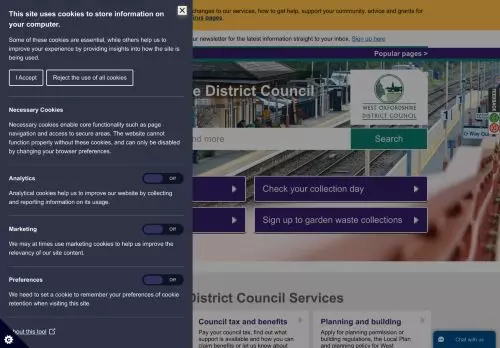 This site uses cookies to store information on
your computer.
Some of these cookies are essential, while others help us to
improve your experience by providing insights into how the site is
being used.
I Accept
Reject the use of all cookies
Necessary Cookies
Necessary cookies enable core functionality such as page
navigation and access to secure areas. The website cannot
function properly without these cookies, and can only be disabled
by changing your browser preferences.
Analytics
Off
Analytical cookies help us to improve our website by collecting
and reporting information on its usage.
Marketing
Off
We may at times use marketing cookies to help us improve the
relevancy of our site content.
Preferences
Off
We need to set a cookie to remember your preferences of cookie
retention when visiting this site.
About this tool
changes to our services, how to get help, support your community, advice and grants for
pages.
our newsletter for the latest information straight to your inbox. Sign up here
Popular pages >
District Council
WEST OXFORDSHIRE
DISTRICT COUNCIL
nd more
Search
Way Out
Check your collection day
Sign up to garden waste collections
District Council Services
Council tax and benefits
Pay your council tax, find out
what support is available and how you can
claim benefits or let us know about
Planning and building
Apply for planning permission or
building regulations, the Local Plan
and planning policy for West
Chat with us